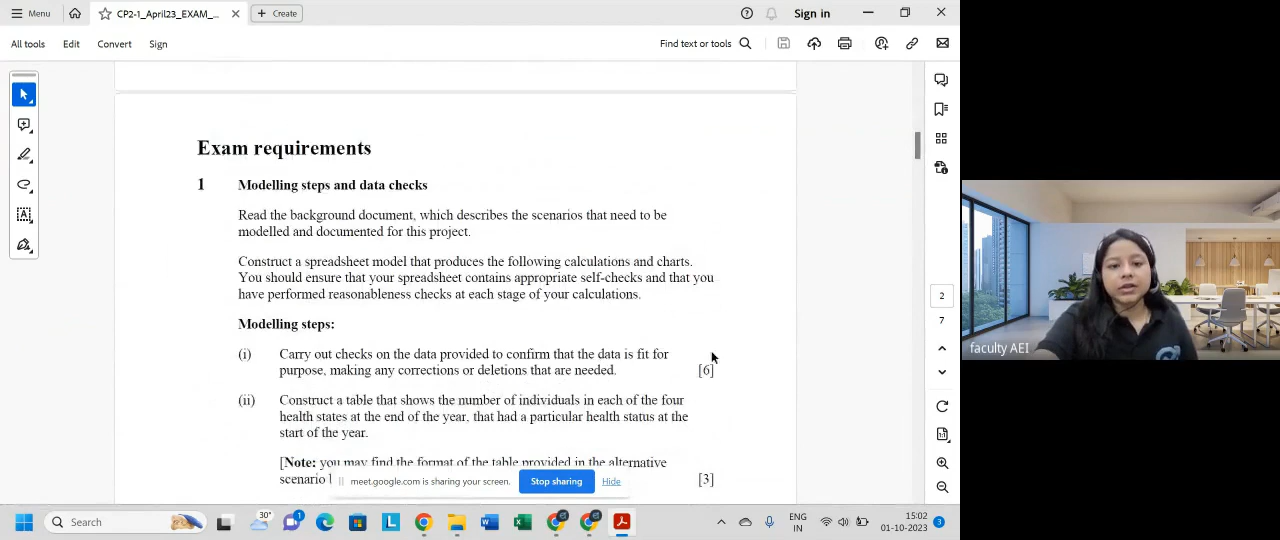 Menu
CP2-1_April23_EXAM_...
Create
Sign in
All tools
Edit
Convert
Sign
Find text or tools
Exam requirements
1 Modelling steps and data checks
Read the background document, which describes the scenarios that need to be
modelled and documented for this project.
Construct a spreadsheet model that produces the following calculations and charts.
You should ensure that your spreadsheet contains appropriate self-checks and that you
have performed reasonableness checks at each stage of your calculations.
Modelling steps:
(i) Carry out checks on the data provided to confirm that the data is fit for
purpose, making any corrections or deletions that are needed. [6]
(ii) Construct a table that shows the number of individuals in each of the four
health states at the end of the year, that had a particular health status at the
start of the year.
[Note: you may find the format of the table provided in the alternative
scenario [3]
meet.google.com is sharing your screen.
Stop sharing
Hide
2
7
faculty AEI
Search
30°
1
ENG
IN
15:02
01-10-2023
3